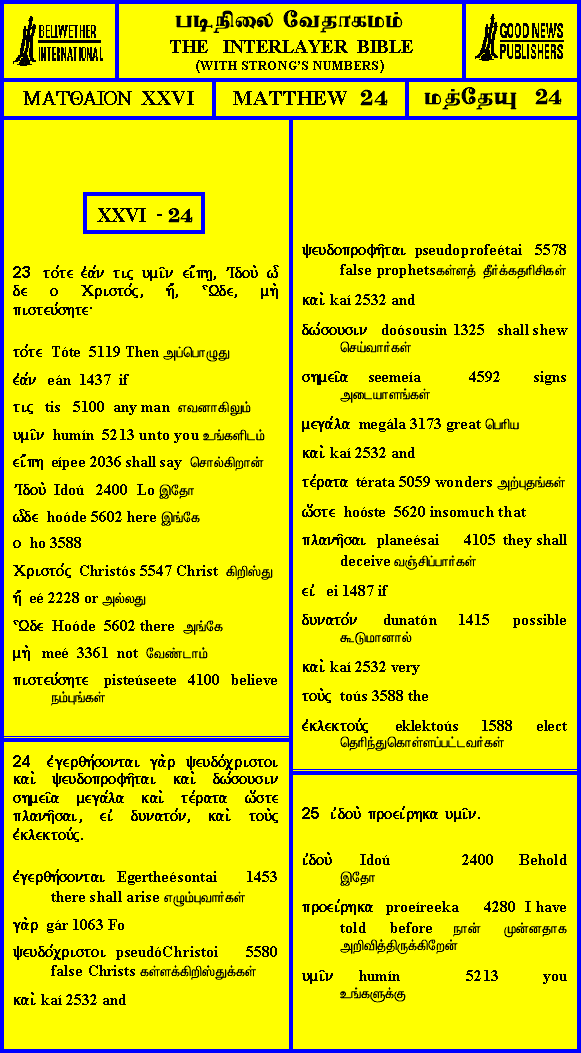 BELLWETHER
INTERNATIONAL
படிநிலை வேதாகமம்
THE INTERLAYER BIBLE
(WITH STRONG'S NUMBERS)
GOOD NEWS
PUBLISHERS
ΜΑΤΘΑΙΟΝ XXVI
MATTHEW 24
மத்தேயு 24
XXVI - 24
23 τότε ἐάν τις υμῖν εἴπῃ, Ἰδοὺ ὧ
δε ο Χριστός, ἤ, Ὧδε, μὴ
πιστεύσητε·
τότε Tóte 5119 Then அப்பொழுது
ἐάν eán 1437 if
τις tis 5100 any man எவனாகிலும்
υμῖν humín 5213 unto you உங்களிடம்
εἴπη eípee 2036 shall say சொல்கிறான்
Ἰδοὺ Idoú 2400 Lo இதோ
ὧδε hoóde 5602 here இங்கே
ο ho 3588
Χριστός Christós 5547 Christ கிறிஸ்து
ἤ eé 2228 or அல்லது
Ὧδε Hoóde 5602 there அங்கே
μὴ meé 3361 not வேண்டாம்
πιστεύσητε pisteúseete 4100 believe
நம்புங்கள்
24 ἐγερθήσονται γὰρ ψευδόχριστοι
καὶ ψευδοπροφῆται καὶ δώσουσιν
σημεῖα μεγάλα καὶ τέρατα ὥστε
πλανῆσαι, εἰ δυνατόν, καὶ τοὺς
ἐκλεκτούς.
ἐγερθήσονται Egertheésontai 1453
there shall arise எழும்புவார்கள்
γὰρ gár 1063 Fo
ψευδόχριστοι pseudóChristoi 5580
false Christs கள்ளக்கிறிஸ்துக்கள்
καὶ kaí 2532 and
ψευδοπροφῆται pseudoprofeétai 5578
false prophetsகள்ளத் தீர்க்கதரிசிகள்
καὶ kaí 2532 and
δώσουσιν doósousin 1325 shall shew
செய்வார்கள்
σημεῖα seemeía 4592 signs
அடையாளங்கள்
μεγάλα megála 3173 great பெரிய
καὶ kaí 2532 and
τέρατα térata 5059 wonders அற்புதங்கள்
ὥστε hoóste 5620 insomuch that
πλανῆσαι planeésai 4105 they shall
deceive வஞ்சிப்பார்கள்
εἰ ei 1487 if
δυνατόν dunatón 1415 possible
கூடுமானால்
καὶ kaí 2532 very
τοὺς toús 3588 the
ἐκλεκτούς eklektoús 1588 elect
தெரிந்துகொள்ளப்பட்டவர்கள்
25 ἰδοὺ προείρηκα υμῖν.
ἰδοὺ Idoú 2400 Behold
இதோ
προείρηκα proeíreeka 4280 I have
told before நான் முன்னதாக
அறிவித்திருக்கிறேன்
υμῖν humín 5213 you
உங்களுக்கு